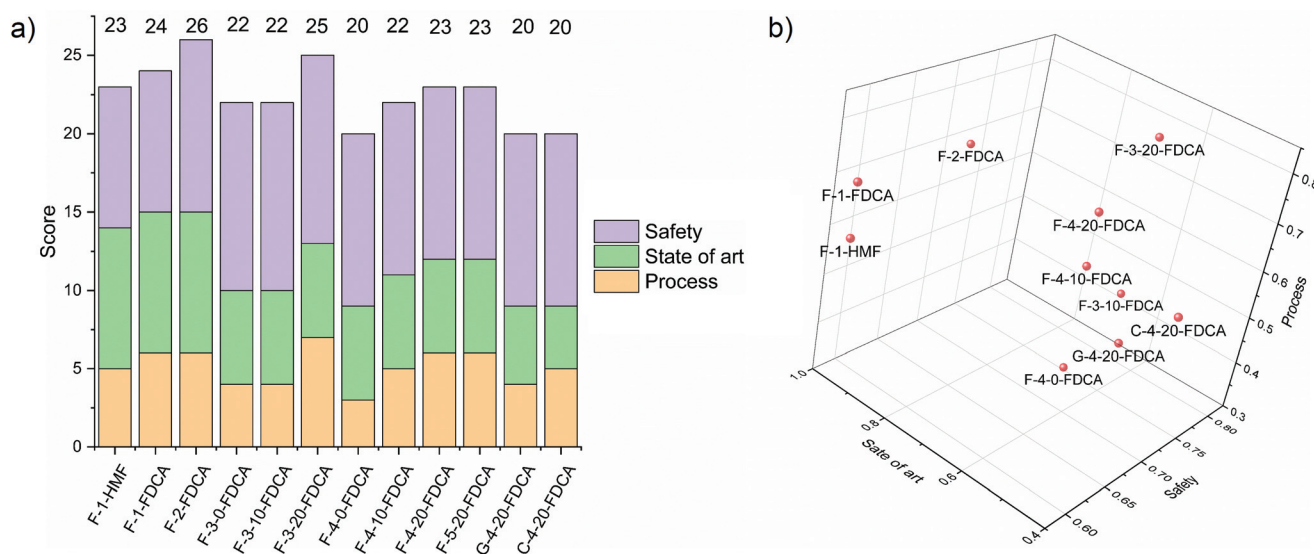 a)
23 24 26 22 22 25 20 22 23 23 20 20
25
20
15
10
5
0
Score
Safety
State of art
Process
F-1-HMF
F-1-FDCA
F-2-FDCA
F-3-0-FDCA
F-3-10-FDCA
F-3-20-FDCA
F-4-0-FDCA
F-4-10-FDCA
F-4-20-FDCA
F-5-20-FDCA
G-4-20-FDCA
C-4-20-FDCA
b)
F-3-20-FDCA
F-2-FDCA
F-1-FDCA
F-4-20-FDCA
F-1-HMF
F-4-10-FDCA
F-3-10-FDCA
C-4-20-FDCA
G-4-20-FDCA
F-4-0-FDCA
0.8
0.7
0.6
0.5
0.4
0.3
Process
1.0
0.8
0.6
0.4
Sate of art
0.60
0.65
0.70
0.75
0.80
Safety